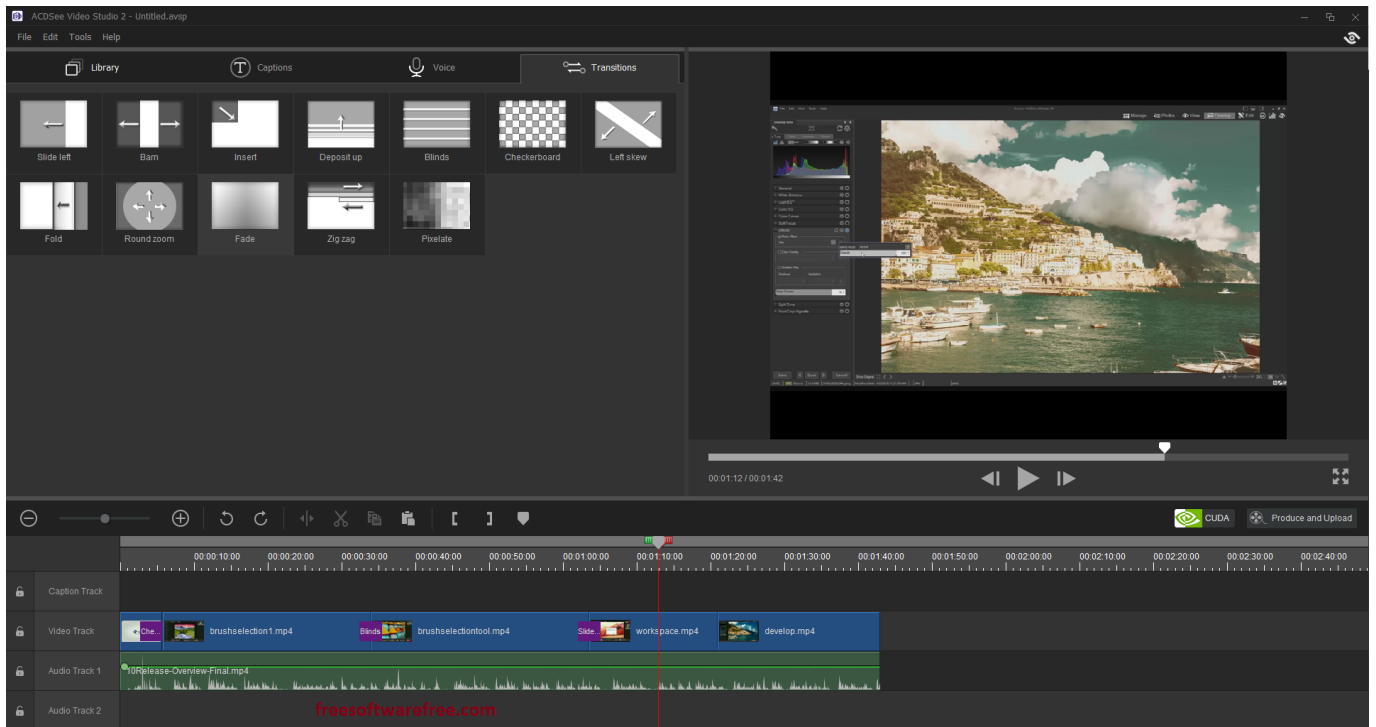 ACDSee Video Studio 2 - Untitled.avsp
File Edit Tools Help
Library Captions Voice Transitions
Slide left Barn Insert Deposit up Blinds Checkerboard Left skew
Fold Round zoom Fade Zig zag Pixelate
Manage Photos View Develop Edit
00:01:12 / 00:01:42
CUDA Produce and Upload
00:00:10:00 00:00:20:00 00:00:30:00 00:00:40:00 00:00:50:00 00:01:00:00 00:01:10:00 00:01:20:00 00:01:30:00 00:01:40:00 00:01:50:00 00:02:00:00 00:02:10:00 00:02:20:00 00:02:30:00 00:02:40:00
Caption Track
Video Track Che... brushselection1.mp4 Blinds brushselectiontool.mp4 Slide... workspace.mp4 develop.mp4
Audio Track 1 10Release-Overview-Final.mp4
Audio Track 2 freesoftwarefree.com